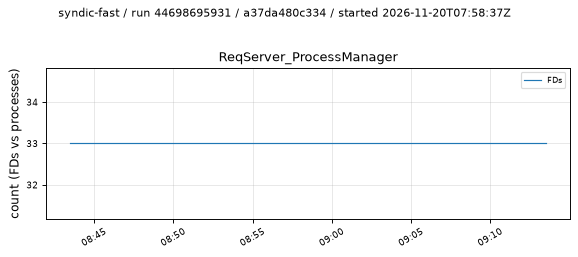 syndic-fast / run 44698695931 / a37da480c334 / started 2026-11-20T07:58:37Z
ReqServer_ProcessManager
FDs
count (FDs vs processes)
34
33
32
08:45
08:50
08:55
09:00
09:05
09:10